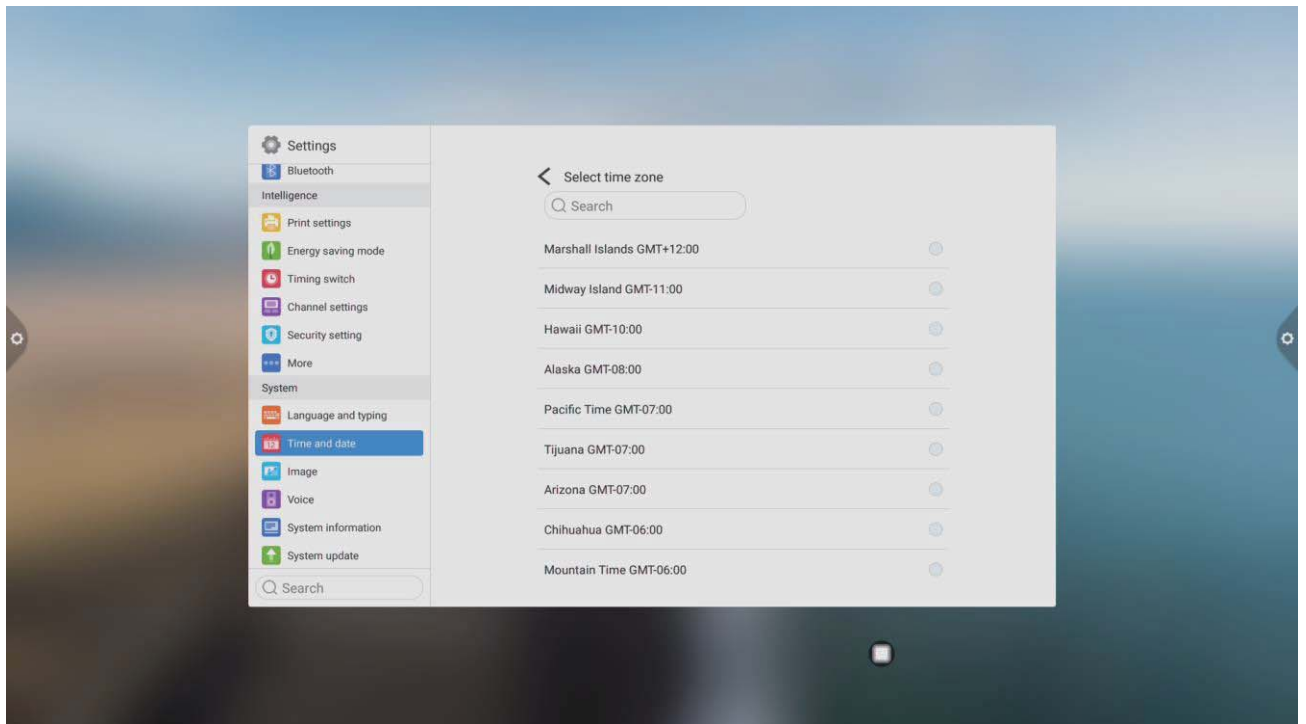 Settings
Bluetooth
Intelligence
Print settings
Energy saving mode
Timing switch
Channel settings
Security setting
More
System
Language and typing
Time and date
Image
Voice
System information
System update
Search
Select time zone
Search
Marshall Islands GMT+12:00
Midway Island GMT-11:00
Hawaii GMT-10:00
Alaska GMT-08:00
Pacific Time GMT-07:00
Tijuana GMT-07:00
Arizona GMT-07:00
Chihuahua GMT-06:00
Mountain Time GMT-06:00